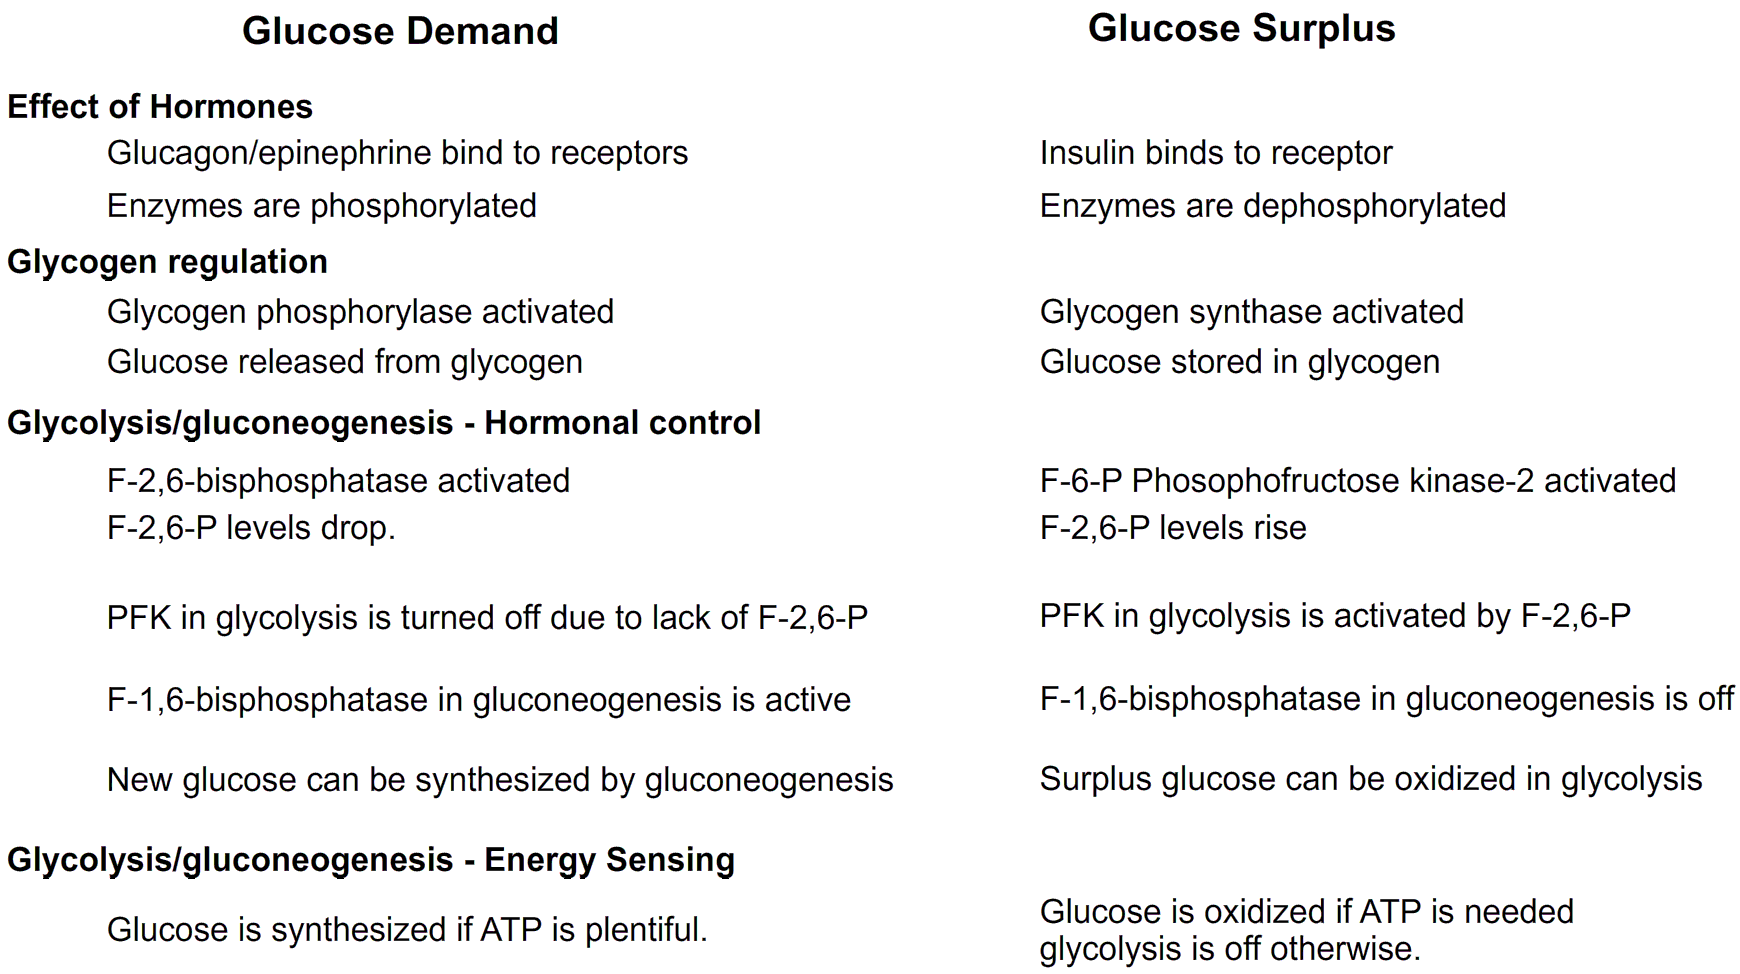 Glucose Demand
Glucose Surplus
Effect of Hormones
Glucagon/epinephrine bind to receptors
Insulin binds to receptor
Enzymes are phosphorylated
Enzymes are dephosphorylated
Glycogen regulation
Glycogen phosphorylase activated
Glycogen synthase activated
Glucose released from glycogen
Glucose stored in glycogen
Glycolysis/gluconeogenesis - Hormonal control
F-2,6-bisphosphatase activated
F-6-P Phosophofructose kinase-2 activated
F-2,6-P levels drop.
F-2,6-P levels rise
PFK in glycolysis is turned off due to lack of F-2,6-P
PFK in glycolysis is activated by F-2,6-P
F-1,6-bisphosphatase in gluconeogenesis is active
F-1,6-bisphosphatase in gluconeogenesis is off
New glucose can be synthesized by gluconeogenesis
Surplus glucose can be oxidized in glycolysis
Glycolysis/gluconeogenesis - Energy Sensing
Glucose is synthesized if ATP is plentiful.
Glucose is oxidized if ATP is needed
glycolysis is off otherwise.